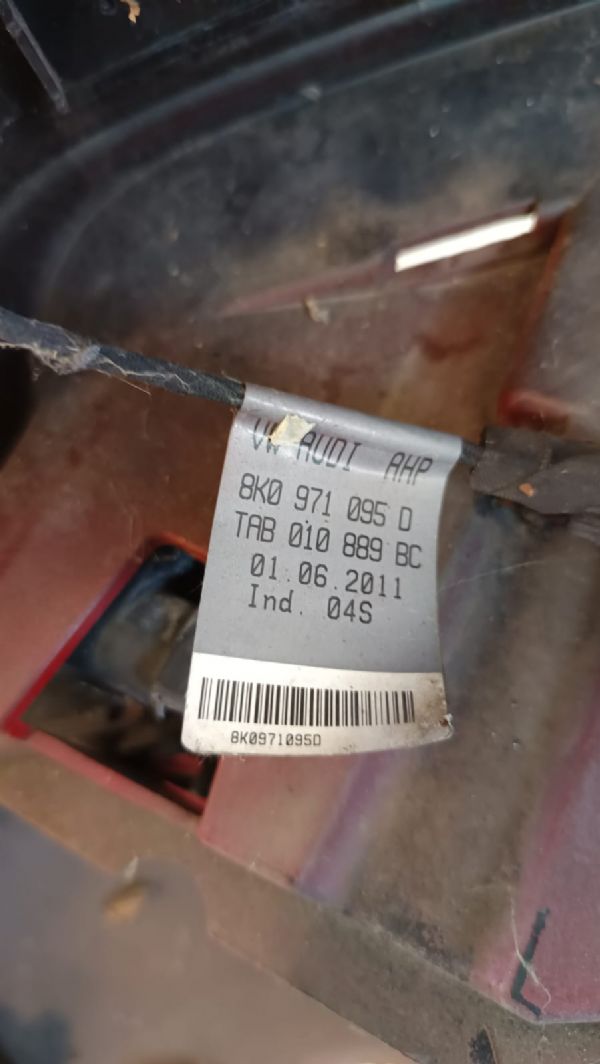 VW AUDI AHP
8K0 971 095 D
TAB 010 889 BC
01.06.2011
Ind. 04S
8K0971095D